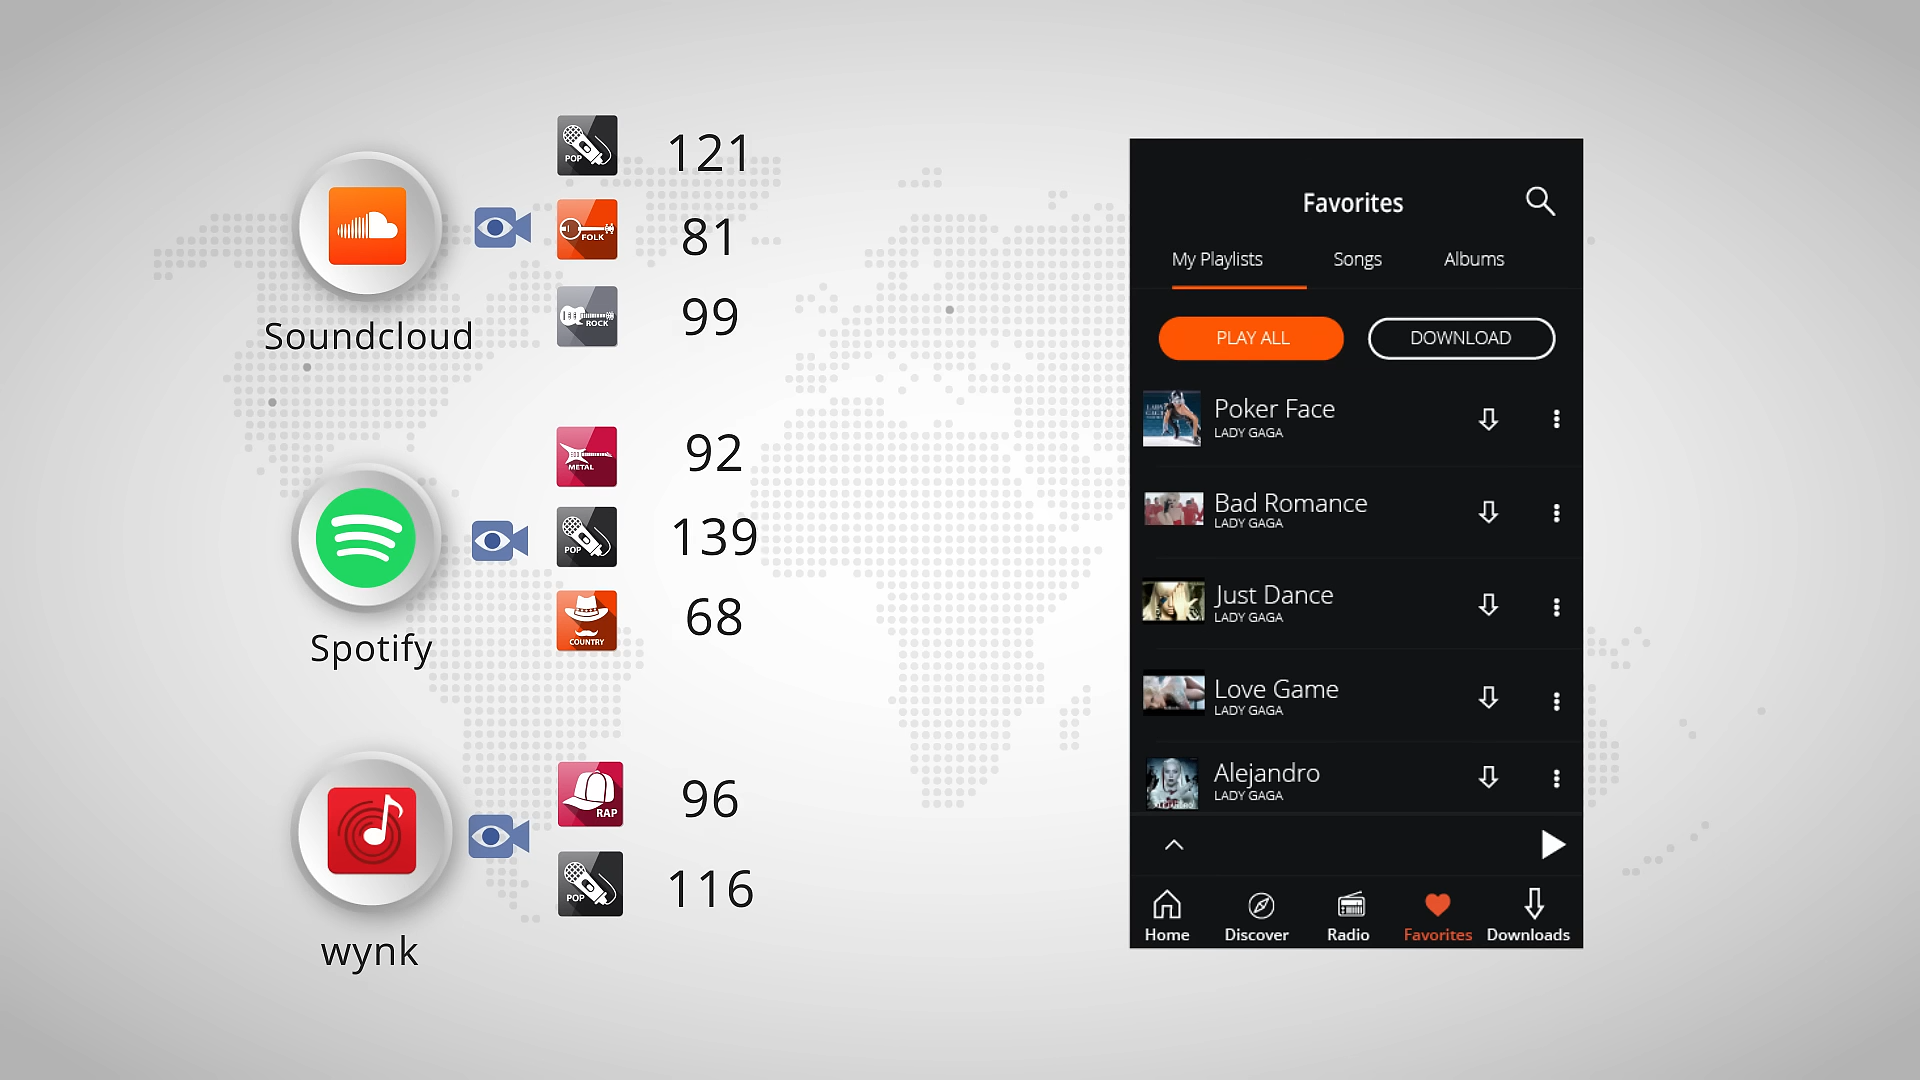 POP 121
FOLK 81
ROCK 99
Soundcloud
METAL 92
POP 139
COUNTRY 68
Spotify
RAP 96
POP 116
wynk
Favorites
My Playlists Songs Albums
PLAY ALL DOWNLOAD
Poker Face
LADY GAGA
Bad Romance
LADY GAGA
Just Dance
LADY GAGA
Love Game
LADY GAGA
Alejandro
LADY GAGA
Home Discover Radio Favorites Downloads